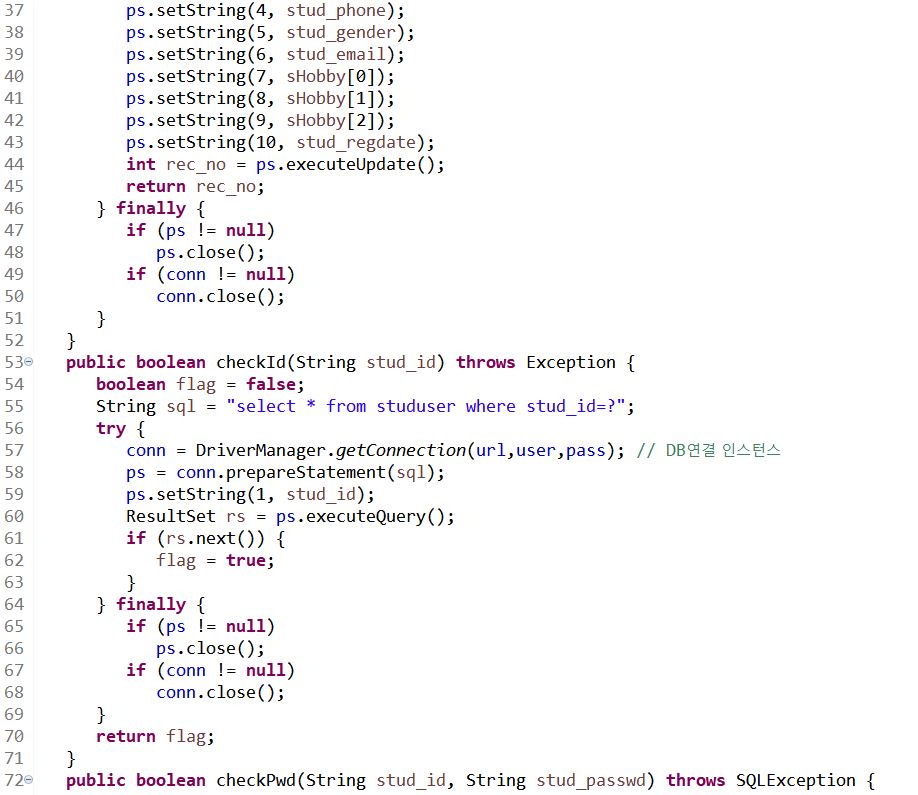 37 ps.setString(4, stud_phone);
38 ps.setString(5, stud_gender);
39 ps.setString(6, stud_email);
40 ps.setString(7, sHobby[0]);
41 ps.setString(8, sHobby[1]);
42 ps.setString(9, sHobby[2]);
43 ps.setString(10, stud_regdate);
44 int rec_no = ps.executeUpdate();
45 return rec_no;
46 } finally {
47 if (ps != null)
48 ps.close();
49 if (conn != null)
50 conn.close();
51 }
52 }
53 public boolean checkId(String stud_id) throws Exception {
54 boolean flag = false;
55 String sql = "select * from studuser where stud_id=?";
56 try {
57 conn = DriverManager.getConnection(url,user,pass); // DB연결 인스턴스
58 ps = conn.prepareStatement(sql);
59 ps.setString(1, stud_id);
60 ResultSet rs = ps.executeQuery();
61 if (rs.next()) {
62 flag = true;
63 }
64 } finally {
65 if (ps != null)
66 ps.close();
67 if (conn != null)
68 conn.close();
69 }
70 return flag;
71 }
72 public boolean checkPwd(String stud_id, String stud_passwd) throws SQLException {